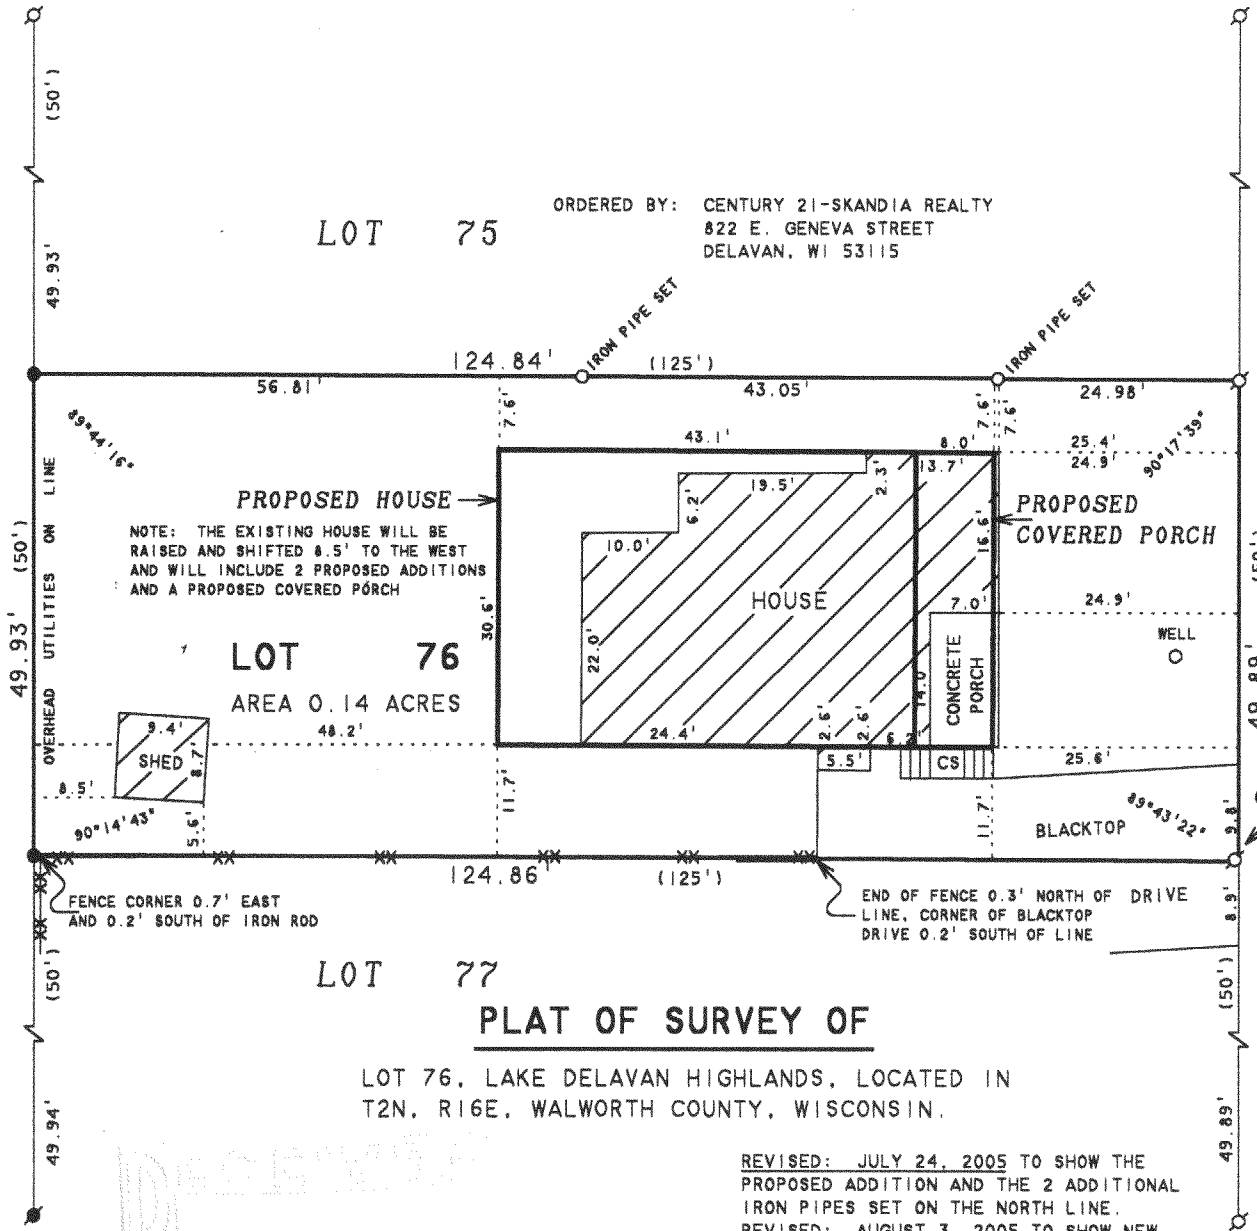 (50')
49.93'
LOT 75
ORDERED BY: CENTURY 21-SKANDIA REALTY
822 E. GENEVA STREET
DELAVAN, WI 53115
IRON PIPE SET
IRON PIPE SET
124.84' (125')
56.81'
43.05'
24.98'
7.6'
7.6'
7.6'
89°44'16"
90°17'39"
43.1'
8.0'
25.4'
24.9'
13.7'
2.3'
19.5'
6.2'
10.0'
PROPOSED HOUSE
NOTE: THE EXISTING HOUSE WILL BE
RAISED AND SHIFTED 8.5' TO THE WEST
AND WILL INCLUDE 2 PROPOSED ADDITIONS
AND A PROPOSED COVERED PORCH
PROPOSED
COVERED PORCH
16.6'
OVERHEAD UTILITIES ON LINE
49.93' (50')
30.6'
22.0'
HOUSE
7.0'
24.9'
WELL
14.0'
CONCRETE
PORCH
LOT 76
AREA 0.14 ACRES
48.2'
24.4'
2.6'
2.6'
5.5'
CS
25.6'
49.89'
9.4'
SHED
8.7'
8.5'
5.6'
90°14'43"
11.7'
11.7'
BLACKTOP
89°43'22"
9.8'
124.86' (125')
FENCE CORNER 0.7' EAST
AND 0.2' SOUTH OF IRON ROD
END OF FENCE 0.3' NORTH OF DRIVE
LINE, CORNER OF BLACKTOP
DRIVE 0.2' SOUTH OF LINE
8.9'
(50')
(50')
LOT 77
PLAT OF SURVEY OF
LOT 76, LAKE DELAVAN HIGHLANDS, LOCATED IN
T2N, R16E, WALWORTH COUNTY, WISCONSIN.
49.94'
49.89'
REVISED: JULY 24, 2005 TO SHOW THE
PROPOSED ADDITION AND THE 2 ADDITIONAL
IRON PIPES SET ON THE NORTH LINE.
REVISED: AUGUST 3, 2005 TO SHOW NEW